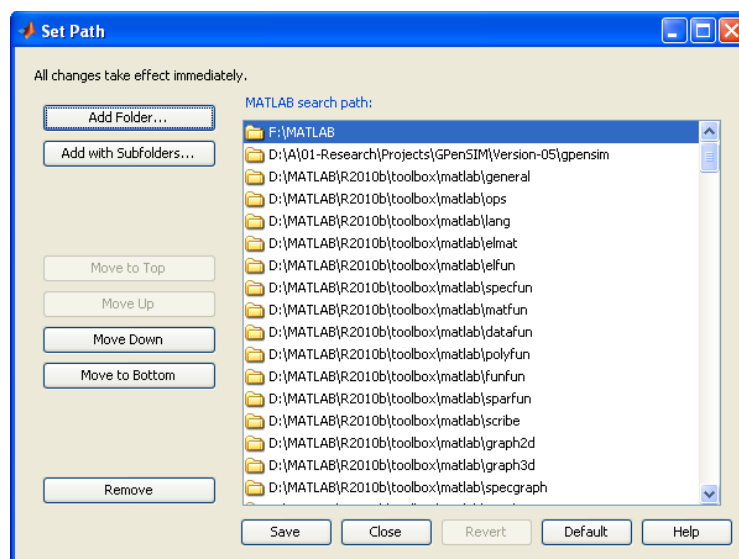 Set Path
All changes take effect immediately.
MATLAB search path:
Add Folder...
Add with Subfolders...
Move to Top
Move Up
Move Down
Move to Bottom
Remove
F:\MATLAB
D:\A\01-Research\Projects\GPenSIM\Version-05\gpensim
D:\MATLAB\R2010b\toolbox\matlab\general
D:\MATLAB\R2010b\toolbox\matlab\ops
D:\MATLAB\R2010b\toolbox\matlab\lang
D:\MATLAB\R2010b\toolbox\matlab\elmat
D:\MATLAB\R2010b\toolbox\matlab\elfun
D:\MATLAB\R2010b\toolbox\matlab\specfun
D:\MATLAB\R2010b\toolbox\matlab\matfun
D:\MATLAB\R2010b\toolbox\matlab\datafun
D:\MATLAB\R2010b\toolbox\matlab\polyfun
D:\MATLAB\R2010b\toolbox\matlab\funfun
D:\MATLAB\R2010b\toolbox\matlab\sparfun
D:\MATLAB\R2010b\toolbox\matlab\scribe
D:\MATLAB\R2010b\toolbox\matlab\graph2d
D:\MATLAB\R2010b\toolbox\matlab\graph3d
D:\MATLAB\R2010b\toolbox\matlab\specgraph
Save
Close
Revert
Default
Help